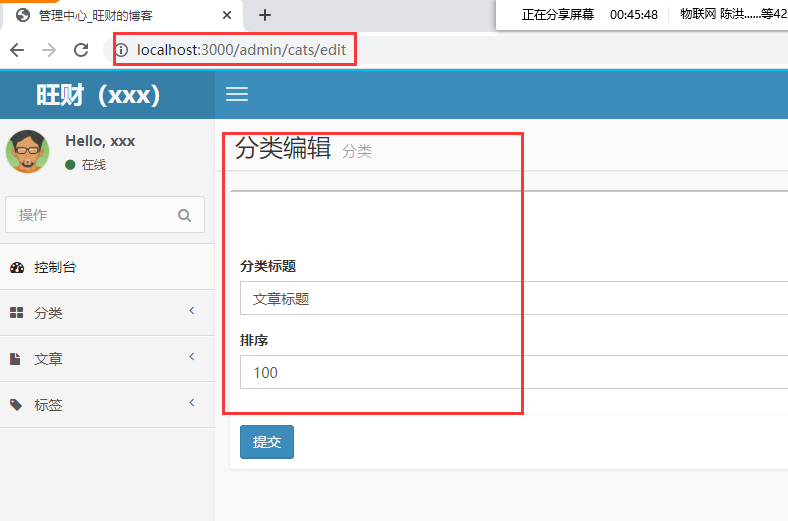 管理中心_旺财的博客
正在分享屏幕 00:45:48 物联网 陈洪......等42
localhost:3000/admin/cats/edit
旺财（xxx）
Hello, xxx
在线
操作
控制台
分类
文章
标签
分类编辑 分类
分类标题
文章标题
排序
100
提交